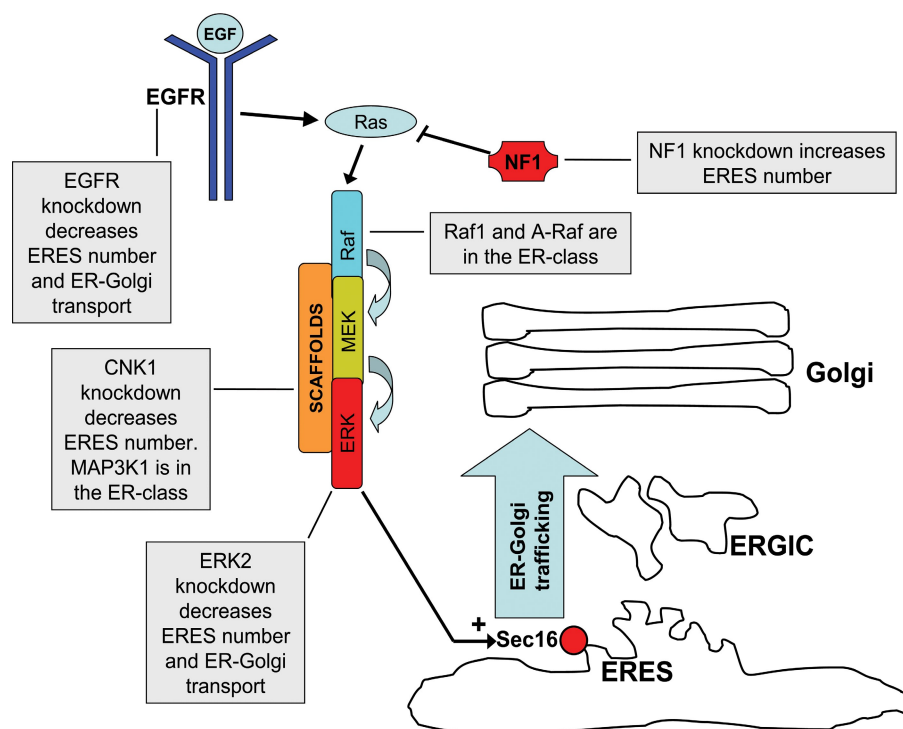 EGF
EGFR
Ras
NF1
NF1 knockdown increases
ERES number
EGFR
knockdown
decreases
ERES number
and ER-Golgi
transport
Raf
Raf1 and A-Raf are
in the ER-class
SCAFFOLDS
MEK
ERK
CNK1
knockdown
decreases
ERES number.
MAP3K1 is in
the ER-class
Golgi
ER-Golgi
trafficking
ERGIC
ERK2
knockdown
decreases
ERES number
and ER-Golgi
transport
+
Sec16
ERES